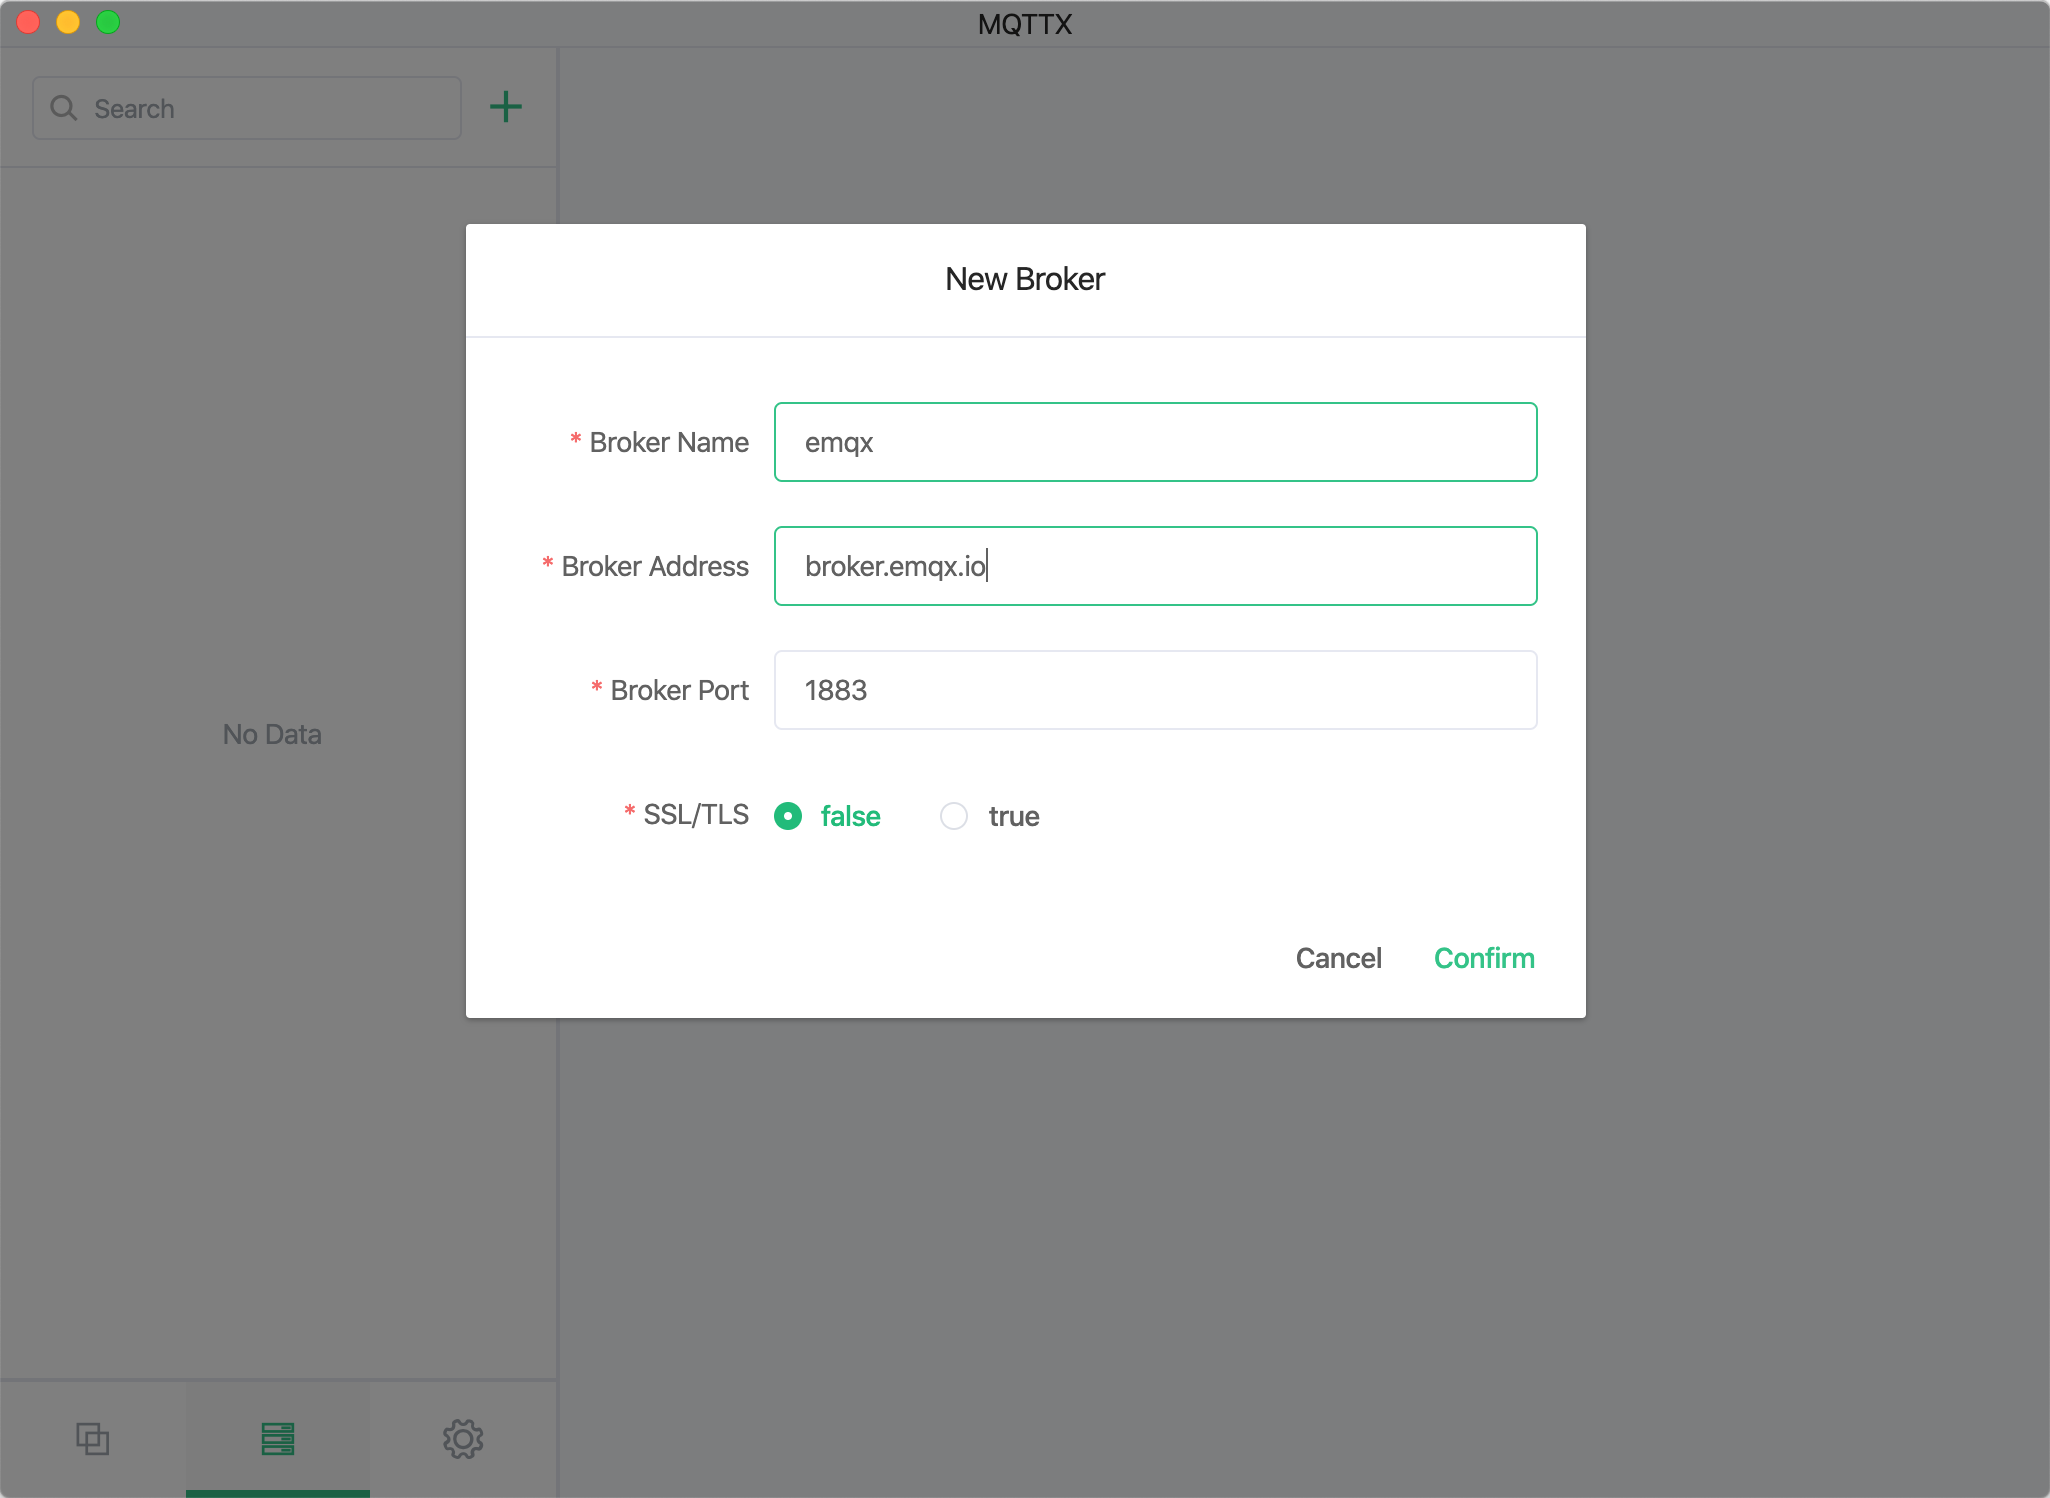 MQTTX
Search
No Data
New Broker
* Broker Name emqx
* Broker Address broker.emqx.io
* Broker Port 1883
* SSL/TLS false true
Cancel Confirm